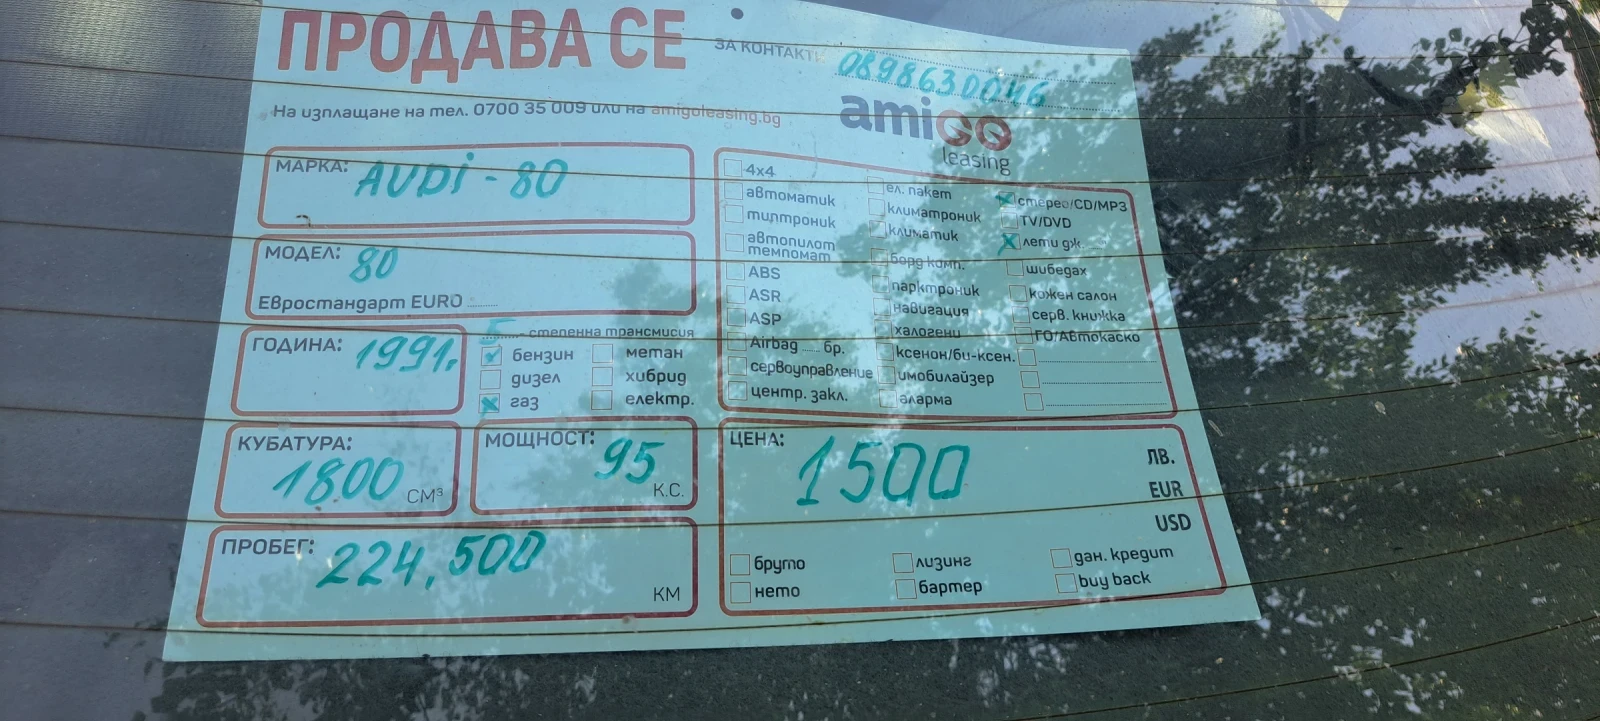 ПРОДАВА СЕ
ЗА КОНТАКТИ
0898630046
На изплащане на тел. 0700 35 009 или на amigoleasing.bg
amiGO
leasing
МАРКА: AUDi - 80
МОДЕЛ: 80
Евростандарт EURO ........
ГОДИНА: 1991г.
5 - степенна трансмисия
бензин
метан
дизел
хибрид
газ
електр.
КУБАТУРА: 1800 СМ³
МОЩНОСТ: 95 К.С.
ПРОБЕГ: 224,500 КМ
4x4
автоматик
типтроник
автопилот
темпомат
ABS
ASR
ASP
Airbag ..... бр.
сервоуправление
центр. закл.
ел. пакет
климатроник
климатик
борд комп.
парктроник
навигация
халогени
ксенон/би-ксен.
имобилайзер
аларма
стерео/CD/MP3
TV/DVD
лети дж.
шибедах
кожен салон
серв. книжка
ГО/Автокаско
ЦЕНА: 1500
ЛВ.
EUR
USD
бруто
лизинг
дан. кредит
нето
бартер
buy back